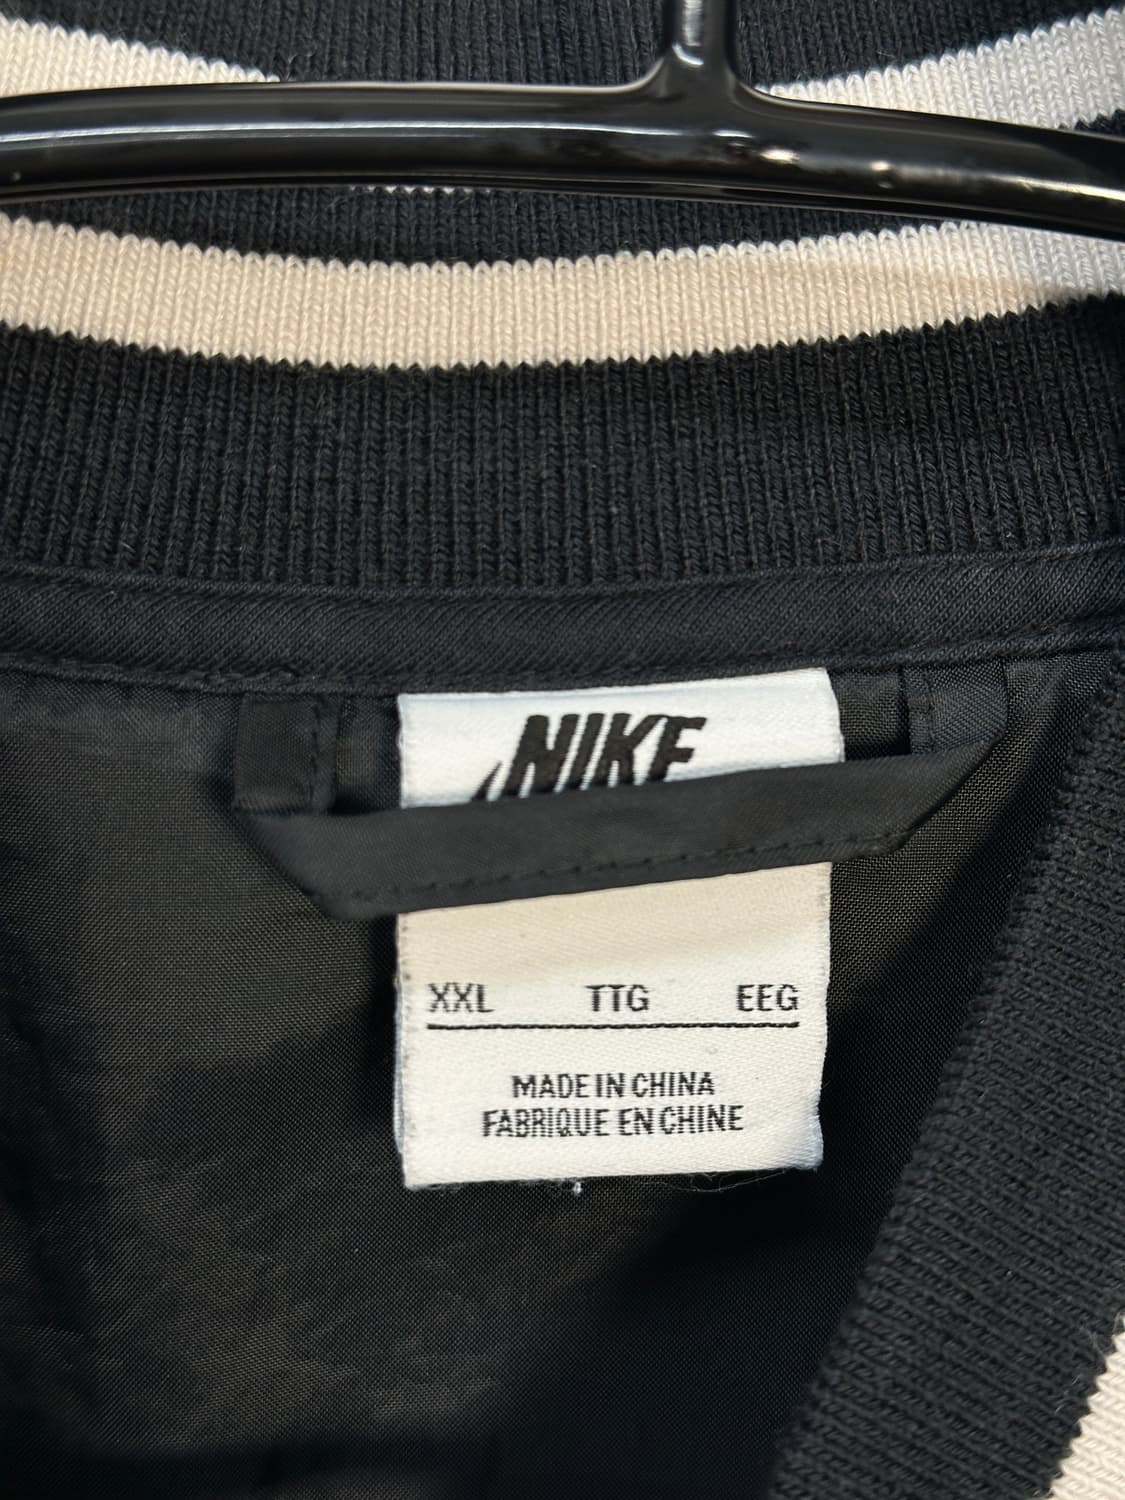 NIKE
XXL TTG EEG
MADE IN CHINA
FABRIQUE EN CHINE